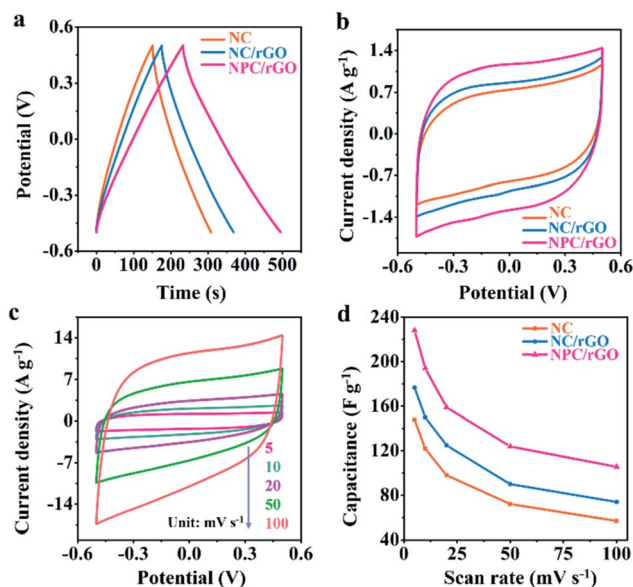 a
NC
NC/rGO
NPC/rGO
0.6
0.3
0.0
-0.3
-0.6
Potential (V)
0 100 200 300 400 500
Time (s)
b
1.4
0.7
0.0
-0.7
-1.4
Current density (A g-1)
NC
NC/rGO
NPC/rGO
-0.6 -0.3 0.0 0.3 0.6
Potential (V)
c
14
7
0
-7
-14
Current density (A g-1)
5
10
20
50
100
Unit: mV s-1
-0.6 -0.3 0.0 0.3 0.6
Potential (V)
d
NC
NC/rGO
NPC/rGO
240
200
160
120
80
40
Capacitance (F g-1)
0 25 50 75 100
Scan rate (mV s-1)